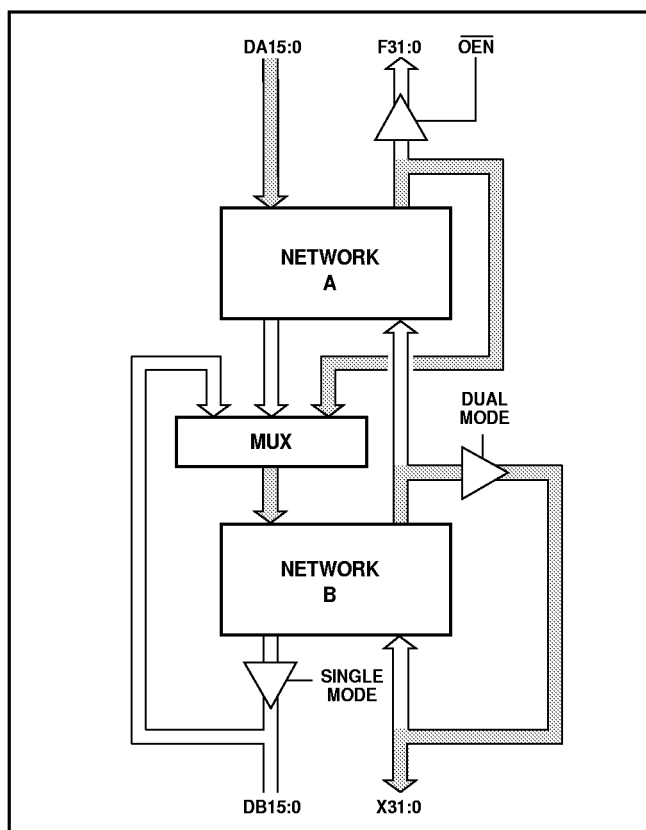 DA15:0 F31:0 OEN
NETWORK
A
DUAL
MODE
MUX
NETWORK
B
SINGLE
MODE
DB15:0 X31:0